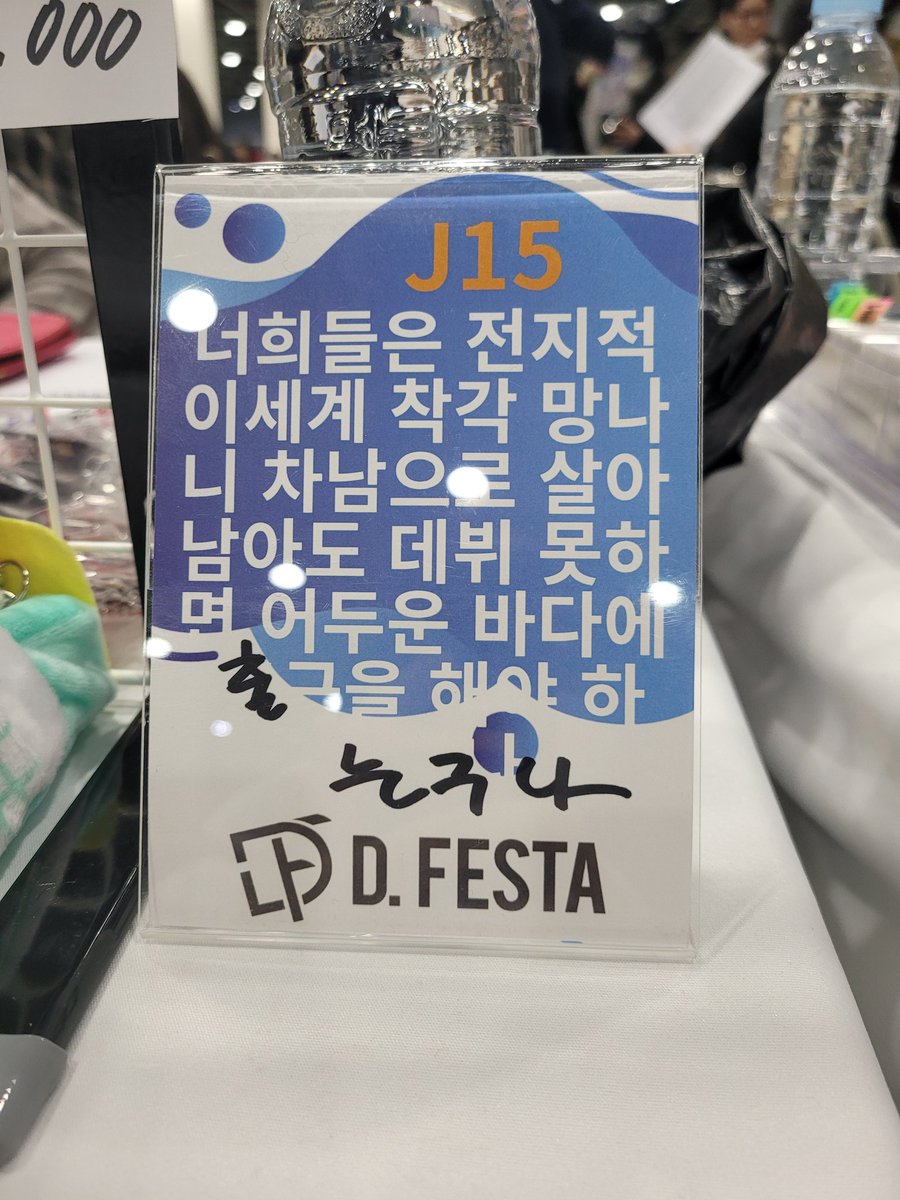 ,000
J15
너희들은 전지적
이세계 착각 망나
니 차남으로 살아
남아도 데뷔 못하
면 어두운 바다에
출근을 해야 하
는구나
D. FESTA